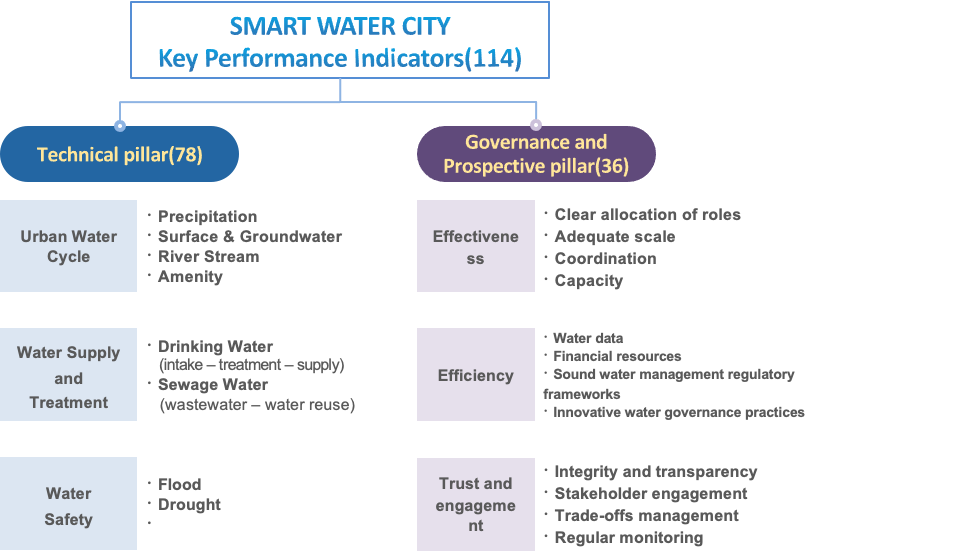 SMART WATER CITY
Key Performance Indicators(114)
Technical pillar(78)
Urban Water
Cycle
· Precipitation
· Surface & Groundwater
· River Stream
· Amenity
Water Supply
and
Treatment
· Drinking Water
(intake – treatment – supply)
· Sewage Water
(wastewater – water reuse)
Water
Safety
· Flood
· Drought
·
Governance and
Prospective pillar(36)
Effectivene
ss
· Clear allocation of roles
· Adequate scale
· Coordination
· Capacity
Efficiency
· Water data
· Financial resources
· Sound water management regulatory
frameworks
· Innovative water governance practices
Trust and
engageme
nt
· Integrity and transparency
· Stakeholder engagement
· Trade-offs management
· Regular monitoring